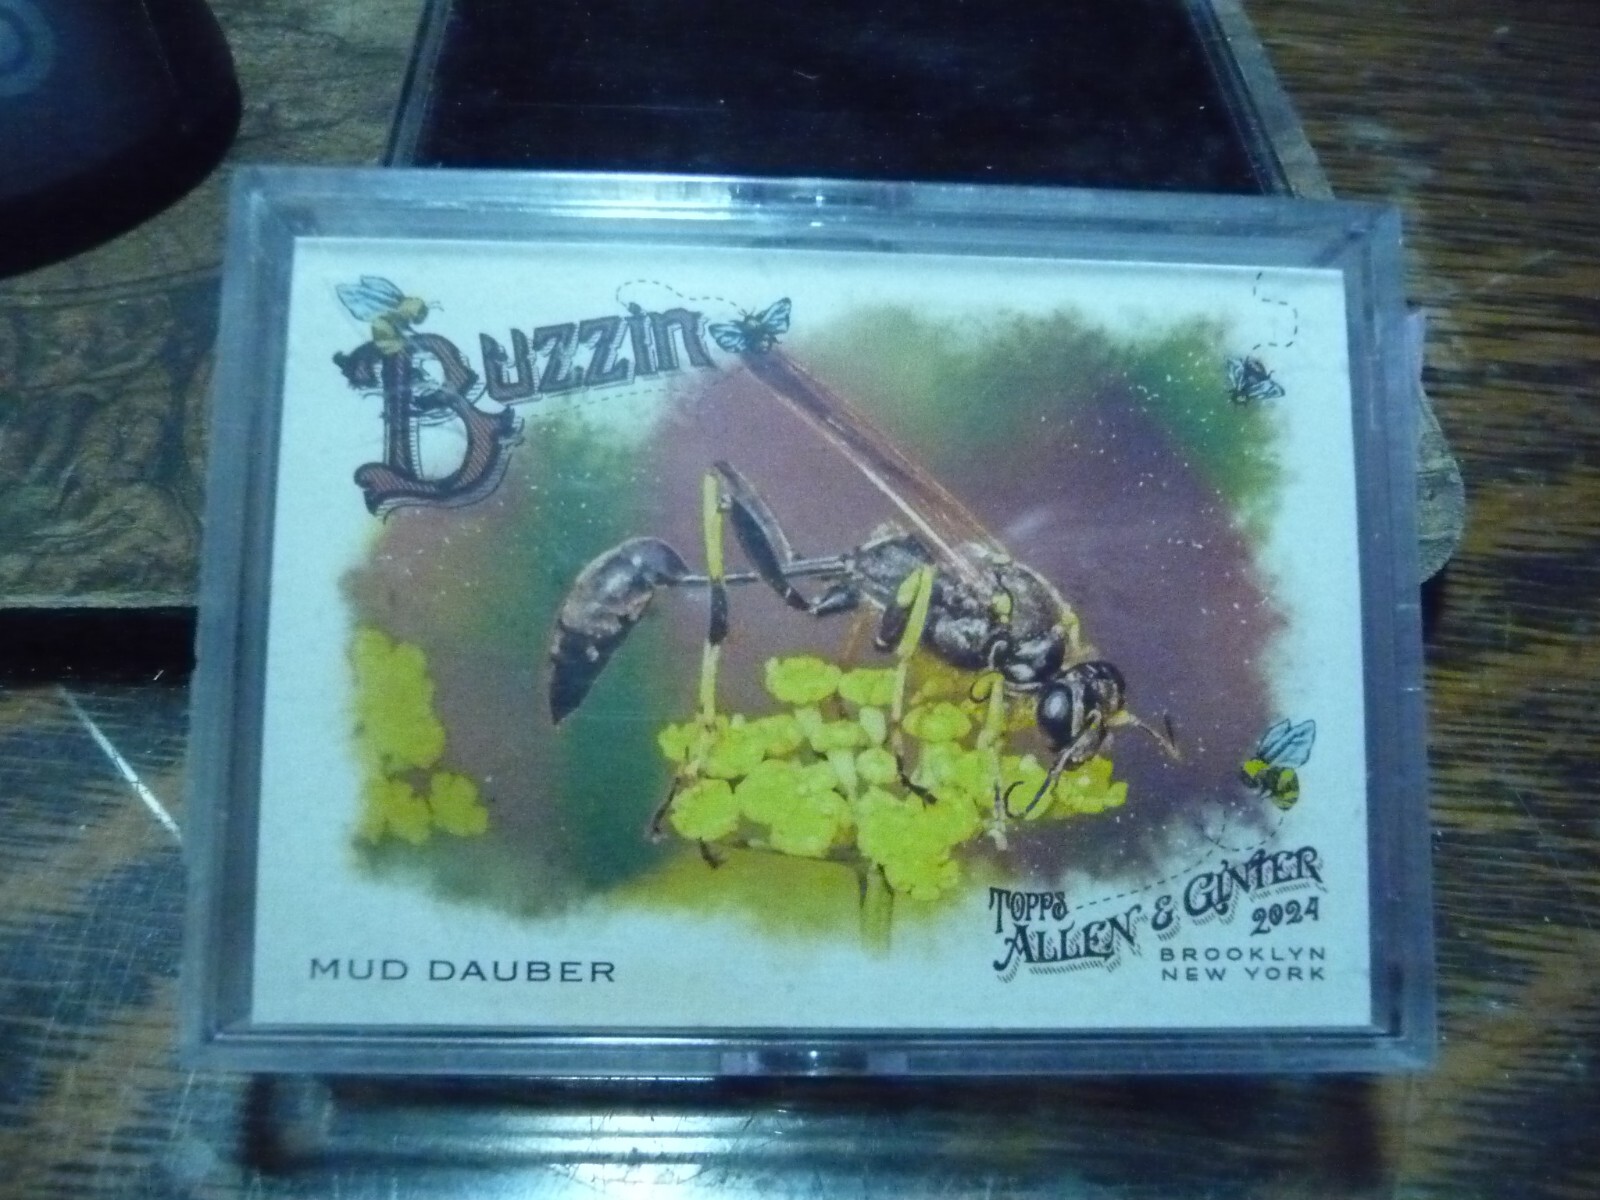 Buzzin
TOPPS
ALLEN & GINTER
2024
BROOKLYN
NEW YORK
MUD DAUBER